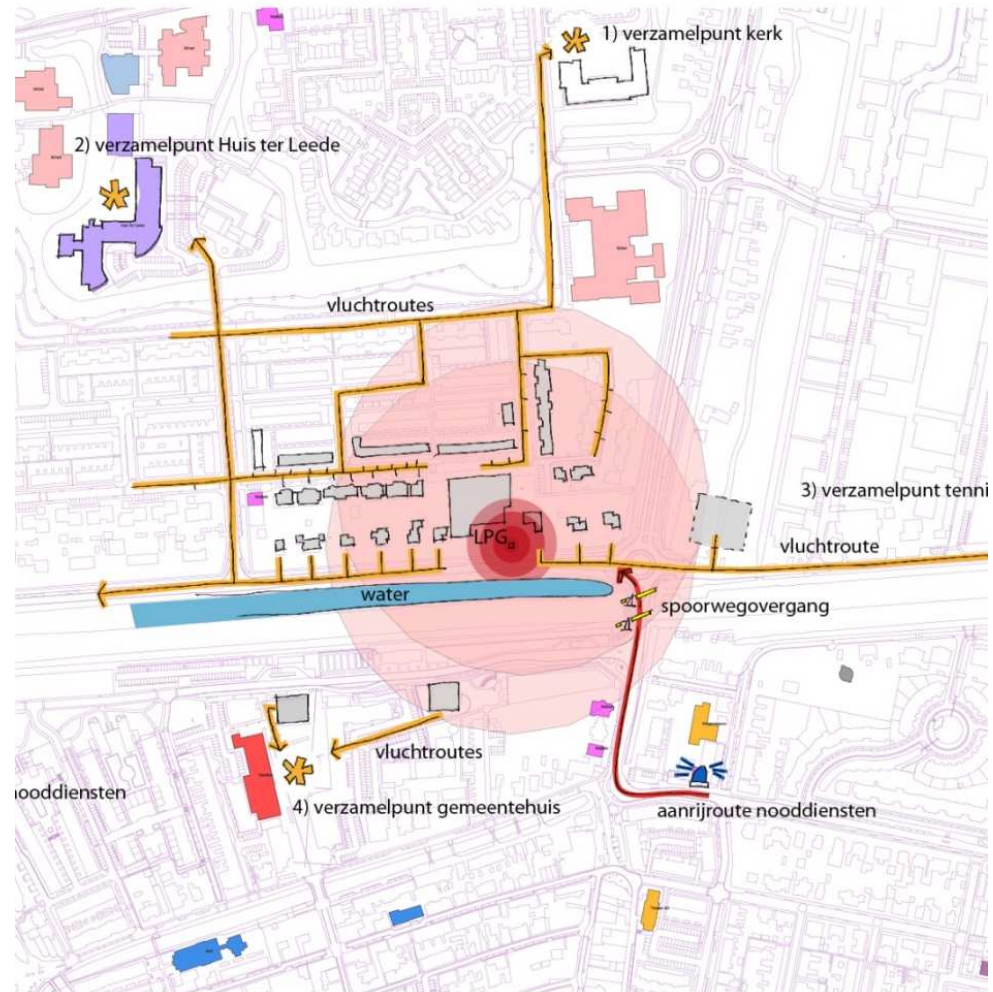 1) verzamelpunt kerk
2) verzamelpunt Huis ter Leede
vluchtroutes
3) verzamelpunt tenni
LPG
vluchtroute
water
spoorwegovergang
vluchtroutes
nooddiensten
4) verzamelpunt gemeentehuis
aanrijroute nooddiensten